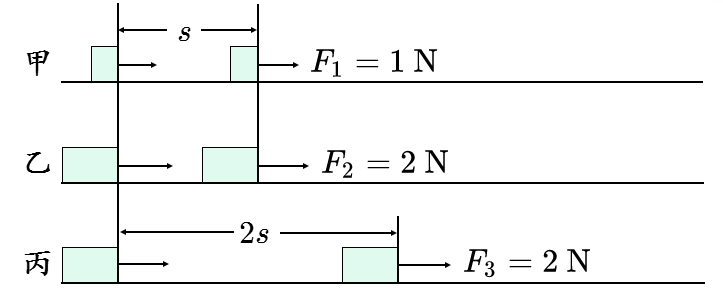 s
甲 F₁ = 1 N
乙 F₂ = 2 N
2s
丙 F₃ = 2 N